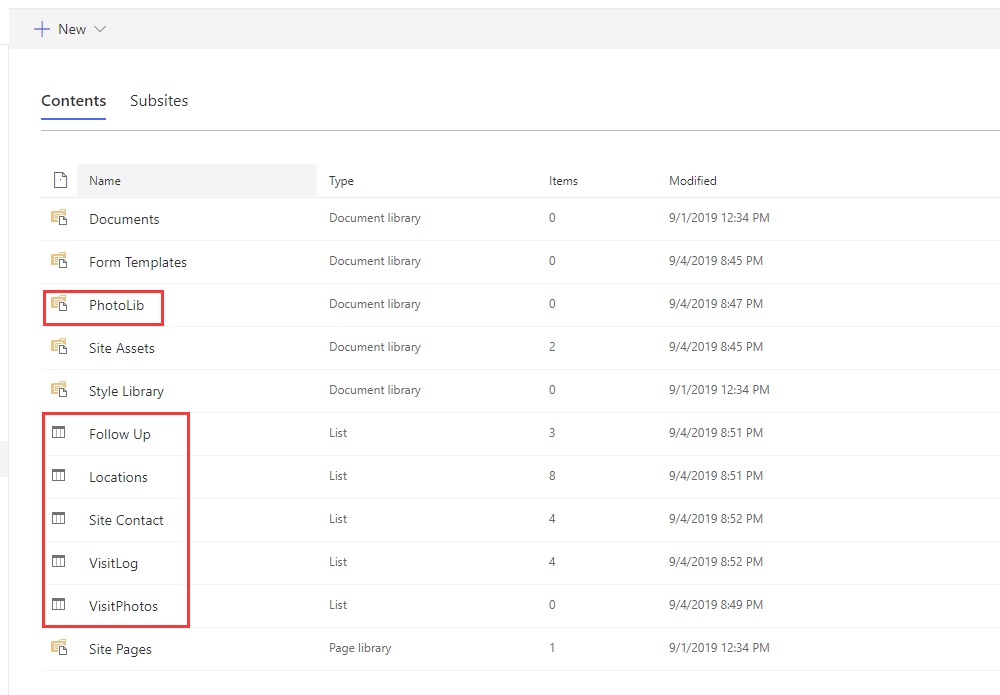 New
Contents Subsites
Name Type Items Modified
Documents Document library 0 9/1/2019 12:34 PM
Form Templates Document library 0 9/4/2019 8:45 PM
PhotoLib Document library 0 9/4/2019 8:47 PM
Site Assets Document library 2 9/4/2019 8:45 PM
Style Library Document library 0 9/1/2019 12:34 PM
Follow Up List 3 9/4/2019 8:51 PM
Locations List 8 9/4/2019 8:51 PM
Site Contact List 4 9/4/2019 8:52 PM
VisitLog List 4 9/4/2019 8:52 PM
VisitPhotos List 0 9/4/2019 8:49 PM
Site Pages Page library 1 9/1/2019 12:34 PM